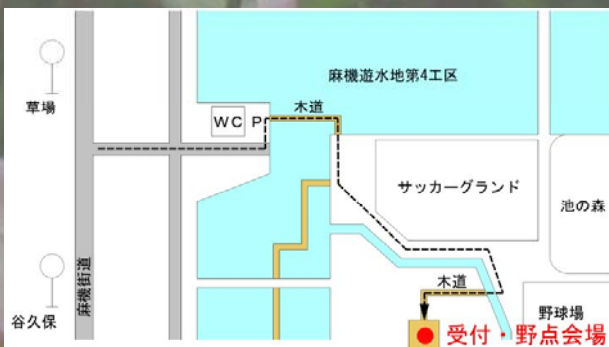 麻機遊水地第4工区
草場
木道
WC P
サッカーグランド
池の森
麻機街道
木道
谷久保
野球場
受付・野点会場